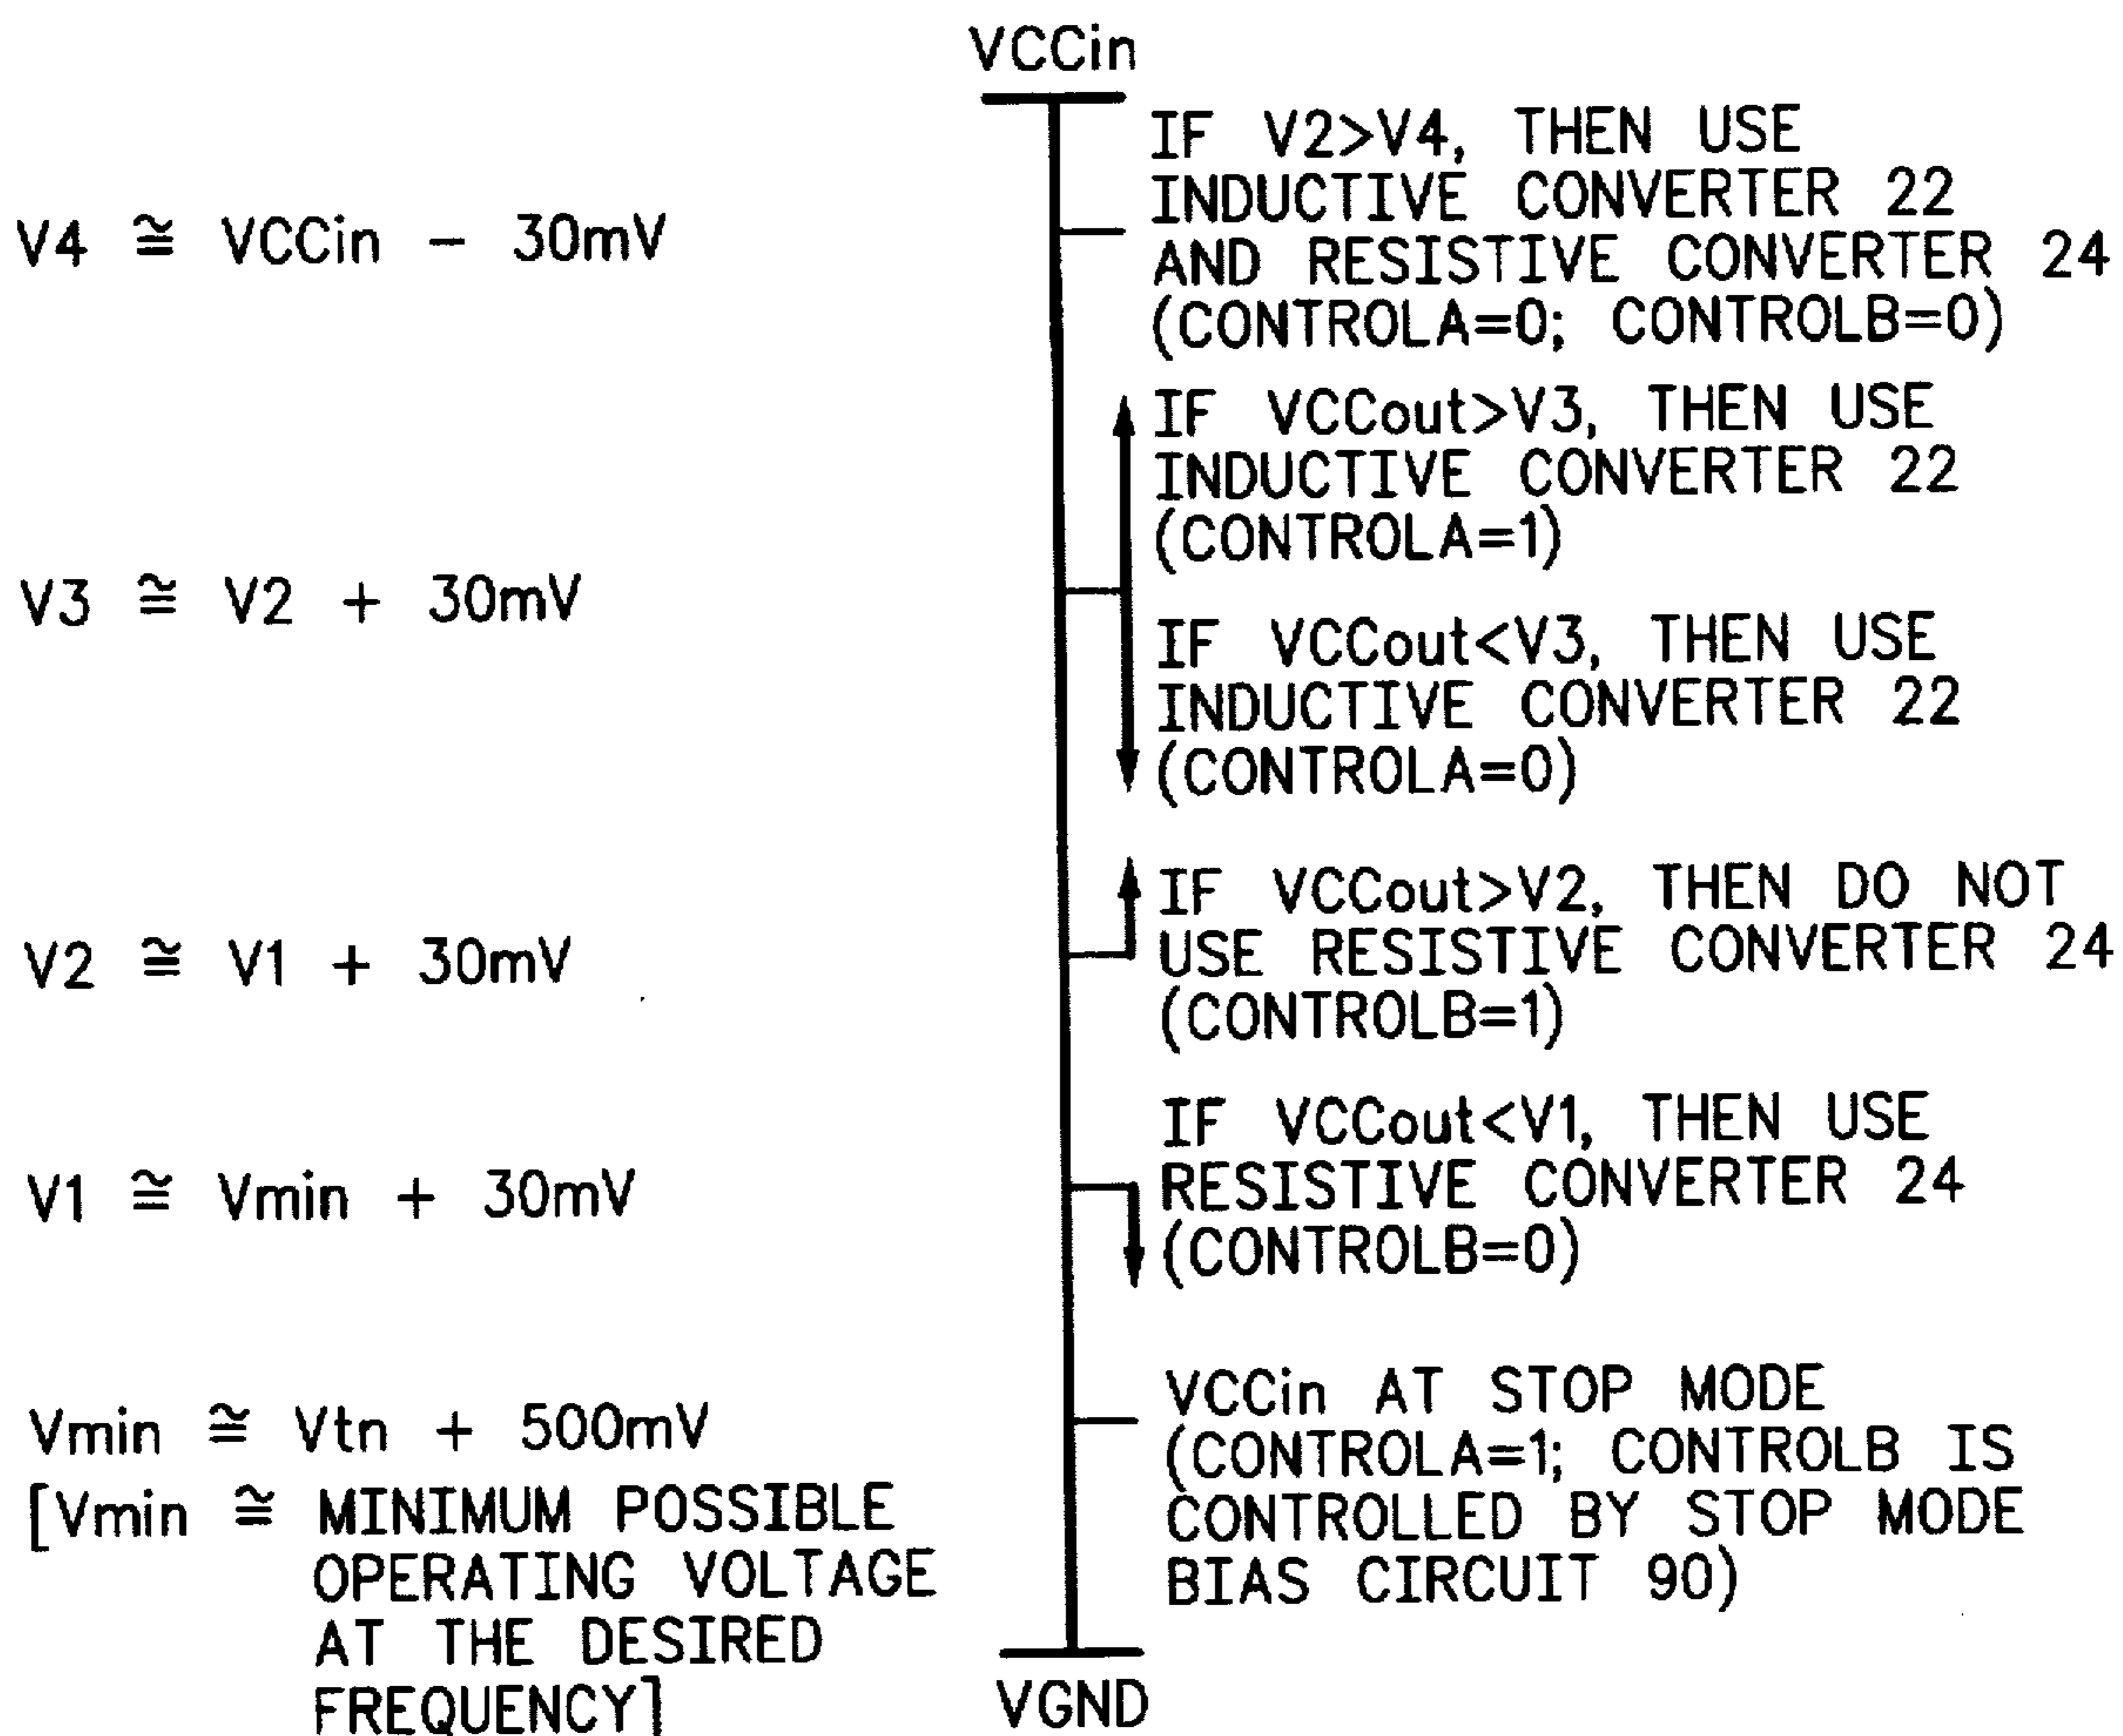 VCCin
IF V2>V4, THEN USE
INDUCTIVE CONVERTER 22
AND RESISTIVE CONVERTER 24
(CONTROLA=0; CONTROLB=0)
V4 ≅ VCCin - 30mV
IF VCCout>V3, THEN USE
INDUCTIVE CONVERTER 22
(CONTROLA=1)
V3 ≅ V2 + 30mV
IF VCCout<V3, THEN USE
INDUCTIVE CONVERTER 22
(CONTROLA=0)
IF VCCout>V2, THEN DO NOT
USE RESISTIVE CONVERTER 24
(CONTROLB=1)
V2 ≅ V1 + 30mV
IF VCCout<V1, THEN USE
RESISTIVE CONVERTER 24
(CONTROLB=0)
V1 ≅ Vmin + 30mV
VCCin AT STOP MODE
(CONTROLA=1; CONTROLB IS
CONTROLLED BY STOP MODE
BIAS CIRCUIT 90)
Vmin ≅ Vtn + 500mV
[Vmin ≅ MINIMUM POSSIBLE
OPERATING VOLTAGE
AT THE DESIRED
FREQUENCY]
VGND